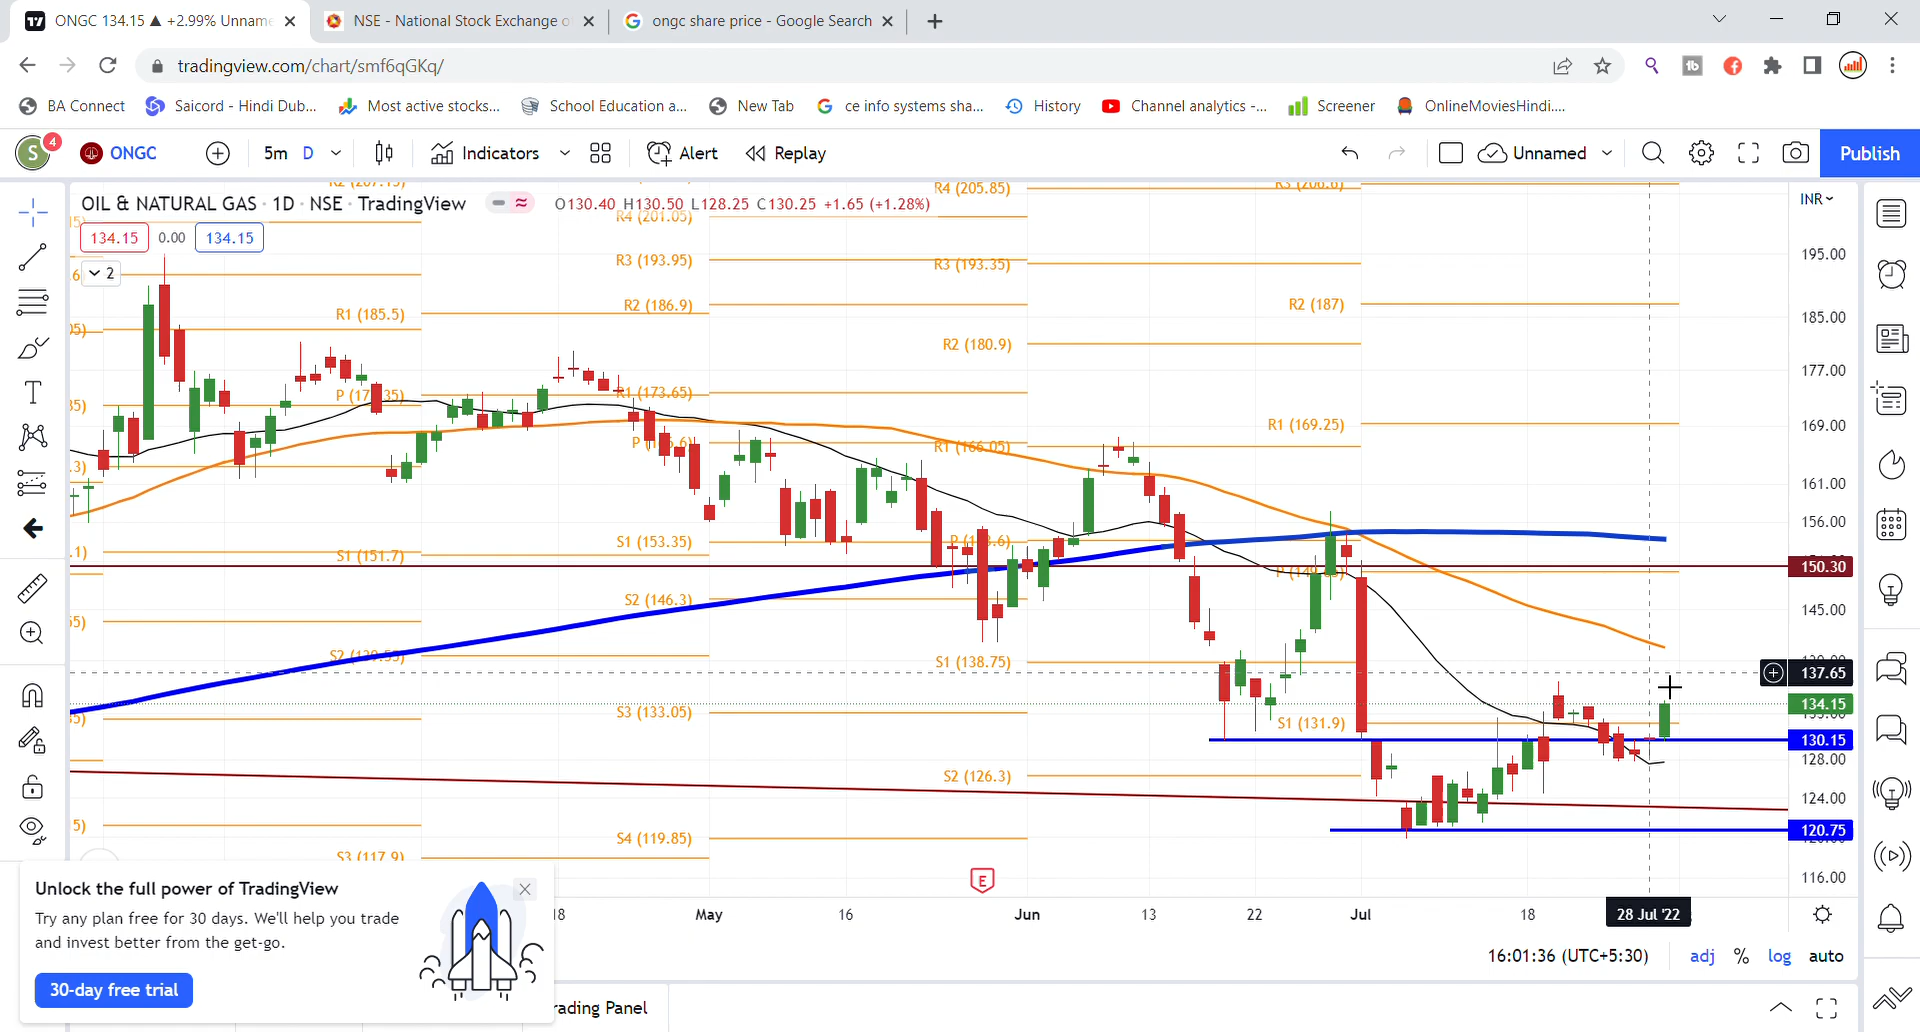 ONGC 134.15 ▲ +2.99% Unname
NSE - National Stock Exchange o
ongc share price - Google Search
tradingview.com/chart/smf6qGKq/
BA Connect
Saicord - Hindi Dub...
Most active stocks...
School Education a...
New Tab
ce info systems sha...
History
Channel analytics -...
Screener
OnlineMoviesHindi....
S 4
ONGC
5m D
Indicators
Alert
Replay
Unnamed
Publish
OIL & NATURAL GAS · 1D · NSE · TradingView
O130.40 H130.50 L128.25 C130.25 +1.65 (+1.28%)
INR
134.15 0.00 134.15
2
R4 (205.85)
R4 (201.05)
R3 (193.95)
R3 (193.35)
R2 (186.9)
R2 (187)
R1 (185.5)
R2 (180.9)
R1 (173.65)
R1 (169.25)
R1 (166.05)
S1 (151.7)
S1 (153.35)
S2 (146.3)
S2 (139.55)
S1 (138.75)
S3 (133.05)
S1 (131.9)
S2 (126.3)
S4 (119.85)
S3 (117.9)
195.00
185.00
177.00
169.00
161.00
156.00
150.30
145.00
137.65
134.15
130.15
128.00
124.00
120.75
116.00
E
18
May
16
Jun
13
22
Jul
18
28 Jul '22
Unlock the full power of TradingView
Try any plan free for 30 days. We'll help you trade
and invest better from the get-go.
30-day free trial
16:01:36 (UTC+5:30)
adj % log auto
rading Panel